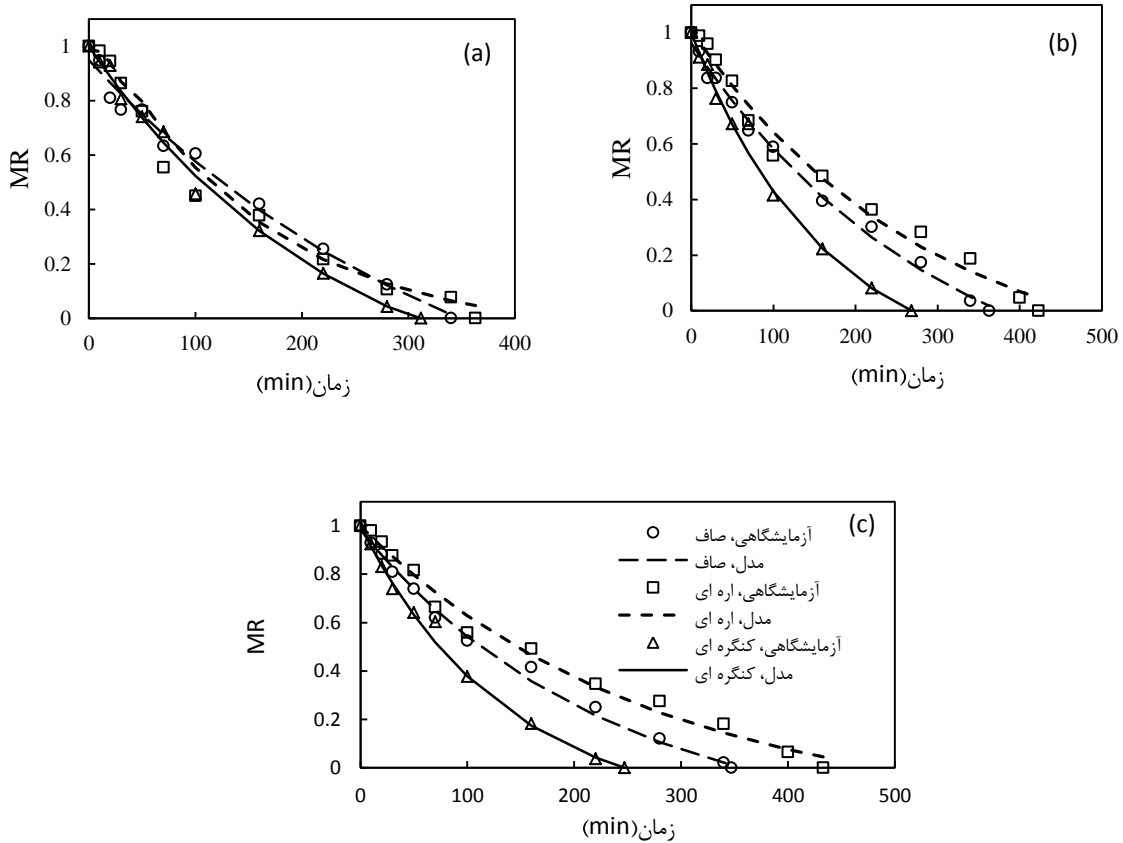 (a)
MR
1
0.8
0.6
0.4
0.2
0
0 100 200 300 400
زمان(min)
(b)
MR
1
0.8
0.6
0.4
0.2
0
0 100 200 300 400 500
زمان(min)
(c)
MR
1
0.8
0.6
0.4
0.2
0
0 100 200 300 400 500
زمان(min)
آزمایشگاهی، صاف
مدل، صاف
آزمایشگاهی، اره ای
مدل، اره ای
آزمایشگاهی، کنگره ای
مدل، کنگره ای